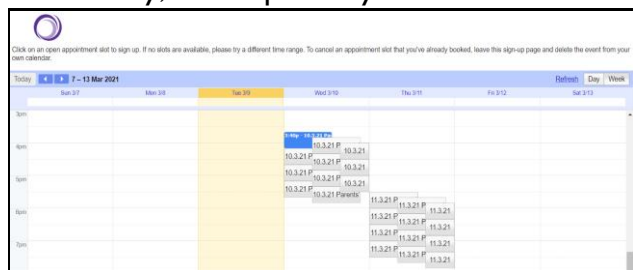 Click on an open appointment slot to sign up. If no slots are available, please try a different time range. To cancel an appointment slot that you've already booked, leave this sign-up page and delete the event from your
own calendar.
Today 7 – 13 Mar 2021 Refresh Day Week
Sun 3/7 Mon 3/8 Tue 3/9 Wed 3/10 Thu 3/11 Fri 3/12 Sat 3/13
3pm
10.3.21 P 10.3.21
4pm
10.3.21 P 10.3.21 P 10.3.21
10.3.21 P 10.3.21 P 10.3.21
5pm
10.3.21 P 10.3.21 Parents'
11.3.21 P 11.3.21 P 11.3.21
6pm
11.3.21 P 11.3.21 P 11.3.21
11.3.21 P 11.3.21 P 11.3.21
7pm
11.3.21 P 11.3.21 P 11.3.21